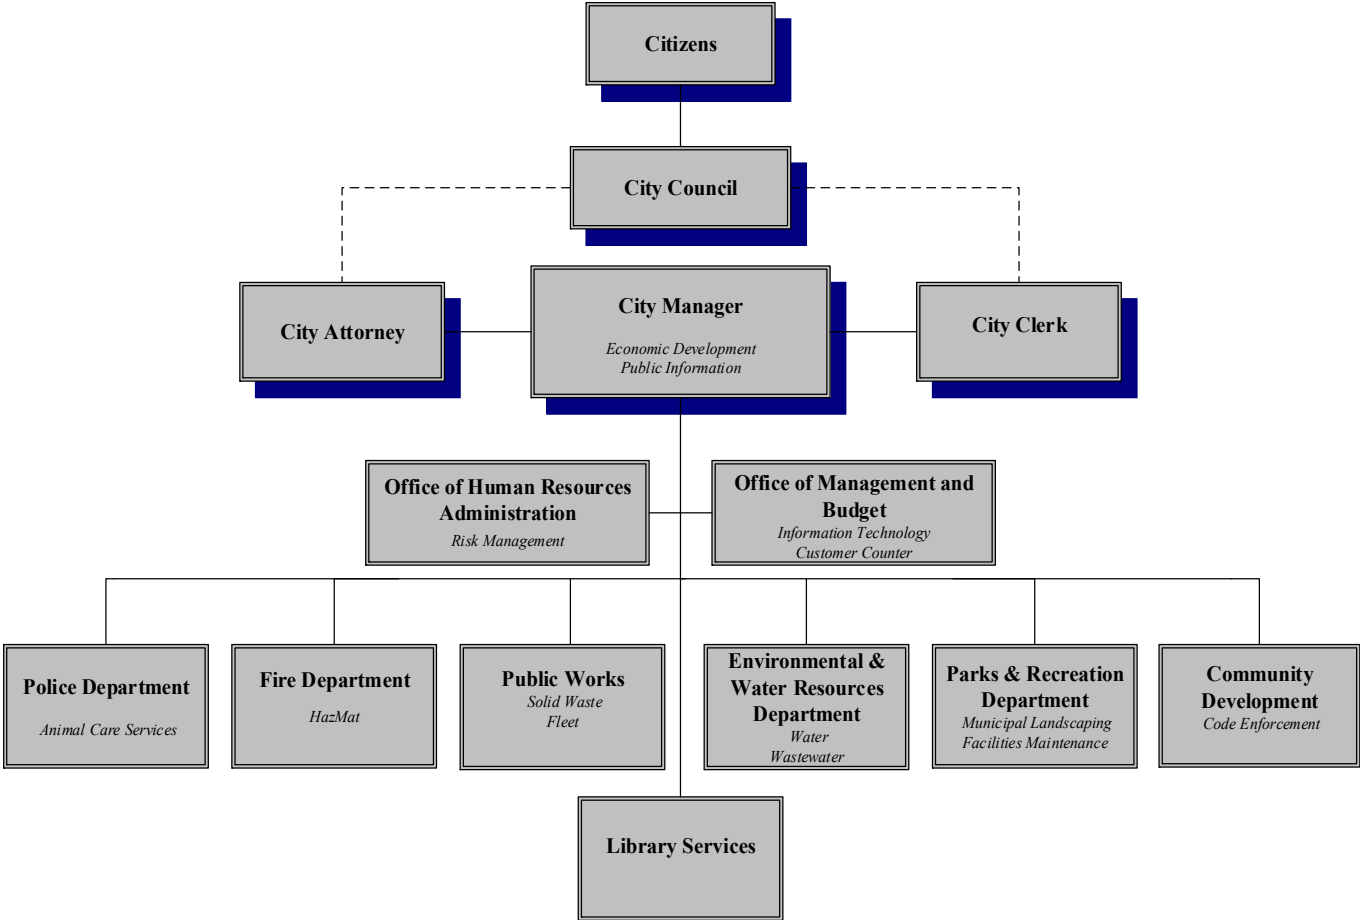 Citizens
City Council
City Attorney
City Manager
Economic Development
Public Information
City Clerk
Office of Human Resources
Administration
Risk Management
Office of Management and
Budget
Information Technology
Customer Counter
Police Department
Animal Care Services
Fire Department
HazMat
Public Works
Solid Waste
Fleet
Environmental &
Water Resources
Department
Water
Wastewater
Parks & Recreation
Department
Municipal Landscaping
Facilities Maintenance
Community
Development
Code Enforcement
Library Services